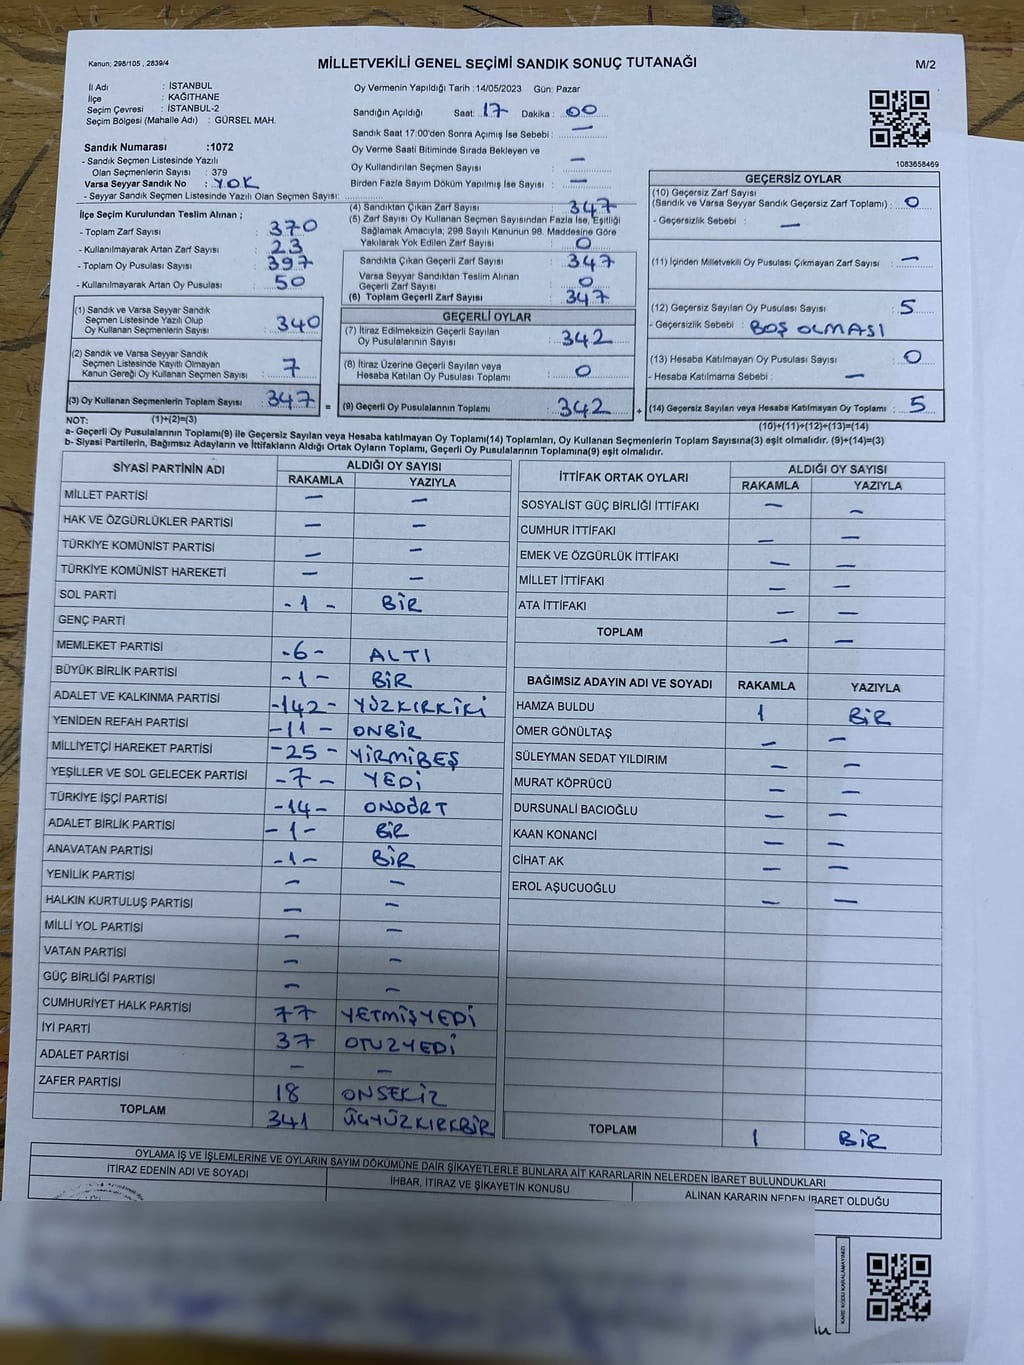 Kanun; 298/105 , 2839/4
MİLLETVEKİLİ GENEL SEÇİMİ SANDIK SONUÇ TUTANAĞI
M/2
İl Adı : İSTANBUL
İlçe : KAĞITHANE
Seçim Çevresi : İSTANBUL-2
Seçim Bölgesi (Mahalle Adı) : GÜRSEL MAH.
Oy Vermenin Yapıldığı Tarih : 14/05/2023 Gün: Pazar
Sandığın Açıldığı Saat: 17 Dakika : 00
Sandık Saat 17:00'den Sonra Açımış İse Sebebi : —
Oy Verme Saati Bitiminde Sırada Bekleyen ve
Oy Kullandırılan Seçmen Sayısı : —
Birden Fazla Sayım Döküm Yapılmış İse Sayısı : —
1083658469
Sandık Numarası :1072
- Sandık Seçmen Listesinde Yazılı
Olan Seçmenlerin Sayısı : 379
Varsa Seyyar Sandık No : YOK
- Seyyar Sandık Seçmen Listesinde Yazılı Olan Seçmen Sayısı:
İlçe Seçim Kurulundan Teslim Alınan ;
- Toplam Zarf Sayısı : 370
- Kullanılmayarak Artan Zarf Sayısı : 23
- Toplam Oy Pusulası Sayısı : 397
- Kullanılmayarak Artan Oy Pusulası : 50
(1) Sandık ve Varsa Seyyar Sandık
Seçmen Listesinde Yazılı Olup
Oy Kullanan Seçmenlerin Sayısı : 340
(2) Sandık ve Varsa Seyyar Sandık
Seçmen Listesinde Kayıtlı Olmayan
Kanun Gereği Oy Kullanan Seçmen Sayısı : 7
(3) Oy Kullanan Seçmenlerin Toplam Sayısı : 347
(1)+(2)=(3)
(4) Sandıktan Çıkan Zarf Sayısı : 347
(5) Zarf Sayısı Oy Kullanan Seçmen Sayısından Fazla İse, Eşitliği
Sağlamak Amacıyla; 298 Sayılı Kanunun 98. Maddesine Göre
Yakılarak Yok Edilen Zarf Sayısı : 0
Sandıkta Çıkan Geçerli Zarf Sayısı : 347
Varsa Seyyar Sandıktan Teslim Alınan
Geçerli Zarf Sayısı : 0
(6) Toplam Geçerli Zarf Sayısı : 347
GEÇERLİ OYLAR
(7) İtiraz Edilmeksizin Geçerli Sayılan
Oy Pusulalarının Sayısı : 342
(8) İtiraz Üzerine Geçerli Sayılan veya
Hesaba Katılan Oy Pusulası Toplamı : 0
= (9) Geçerli Oy Pusulalarının Toplamı : 342 +
GEÇERSİZ OYLAR
(10) Geçersiz Zarf Sayısı
(Sandık ve Varsa Seyyar Sandık Geçersiz Zarf Toplamı) : 0
- Geçersizlik Sebebi : —
(11) İçinden Milletvekili Oy Pusulası Çıkmayan Zarf Sayısı : —
(12) Geçersiz Sayılan Oy Pusulası Sayısı : 5
- Geçersizlik Sebebi : BOŞ OLMASI
(13) Hesaba Katılmayan Oy Pusulası Sayısı : 0
- Hesaba Katılmama Sebebi : —
(14) Geçersiz Sayılan veya Hesaba Katılmayan Oy Toplamı : 5
(10)+(11)+(12)+(13)=(14)
NOT:
a- Geçerli Oy Pusulalarının Toplamı(9) ile Geçersiz Sayılan veya Hesaba katılmayan Oy Toplamı(14) Toplamları, Oy Kullanan Seçmenlerin Toplam Sayısına(3) eşit olmalıdır. (9)+(14)=(3)
b- Siyasi Partilerin, Bağımsız Adayların ve İttifakların Aldığı Ortak Oyların Toplamı, Geçerli Oy Pusulalarının Toplamına(9) eşit olmalıdır.
SİYASİ PARTİNİN ADI ALDIĞI OY SAYISI
RAKAMLA YAZIYLA
MİLLET PARTİSİ — —
HAK VE ÖZGÜRLÜKLER PARTİSİ — —
TÜRKİYE KOMÜNİST PARTİSİ — —
TÜRKİYE KOMÜNİST HAREKETİ — —
SOL PARTİ -1- BİR
GENÇ PARTİ
MEMLEKET PARTİSİ -6- ALTI
BÜYÜK BİRLİK PARTİSİ -1- BİR
ADALET VE KALKINMA PARTİSİ -142- YÜZKIRKİKİ
YENİDEN REFAH PARTİSİ -11- ONBİR
MİLLİYETÇİ HAREKET PARTİSİ -25- YİRMİBEŞ
YEŞİLLER VE SOL GELECEK PARTİSİ -7- YEDİ
TÜRKİYE İŞÇİ PARTİSİ -14- ONDÖRT
ADALET BİRLİK PARTİSİ -1- BİR
ANAVATAN PARTİSİ -1- BİR
YENİLİK PARTİSİ — —
HALKIN KURTULUŞ PARTİSİ — —
MİLLİ YOL PARTİSİ — —
VATAN PARTİSİ — —
GÜÇ BİRLİĞİ PARTİSİ — —
CUMHURİYET HALK PARTİSİ 77 YETMİŞYEDİ
İYİ PARTİ 37 OTUZYEDİ
ADALET PARTİSİ — —
ZAFER PARTİSİ 18 ONSEKİZ
TOPLAM 341 ÜÇYÜZKIRKBİR
İTTİFAK ORTAK OYLARI ALDIĞI OY SAYISI
RAKAMLA YAZIYLA
SOSYALİST GÜÇ BİRLİĞİ İTTİFAKI — —
CUMHUR İTTİFAKI — —
EMEK VE ÖZGÜRLÜK İTTİFAKI — —
MİLLET İTTİFAKI — —
ATA İTTİFAKI — —
TOPLAM — —
BAĞIMSIZ ADAYIN ADI VE SOYADI RAKAMLA YAZIYLA
HAMZA BULDU 1 BİR
ÖMER GÖNÜLTAŞ — —
SÜLEYMAN SEDAT YILDIRIM — —
MURAT KÖPRÜCÜ — —
DURSUNALİ BACIOĞLU — —
KAAN KONANCİ — —
CİHAT AK — —
EROL AŞUCUOĞLU — —
TOPLAM 1 BİR
OYLAMA İŞ VE İŞLEMLERİNE VE OYLARIN SAYIM DÖKÜMÜNE DAİR ŞİKAYETLERLE BUNLARA AİT KARARLARIN NELERDEN İBARET BULUNDUKLARI
İTİRAZ EDENİN ADI VE SOYADI İHBAR, İTİRAZ VE ŞİKAYETİN KONUSU ALINAN KARARIN NEDEN İBARET OLDUĞU
KARE KODU KARALAMAYINIZ!